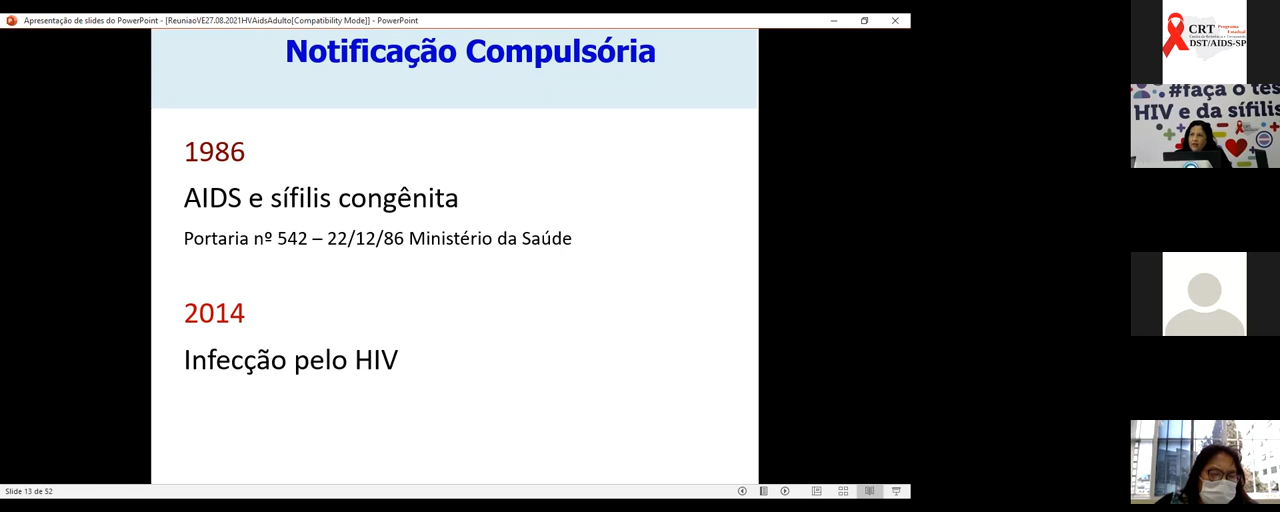 Apresentação de slides do PowerPoint - [ReuniaoVE27.08.2021HVAidsAdulto[Compatibility Mode]] - PowerPoint
Notificação Compulsória
1986
AIDS e sífilis congênita
Portaria nº 542 – 22/12/86 Ministério da Saúde
2014
Infecção pelo HIV
Slide 13 de 52
CRT Programa Estadual
DST/AIDS-SP
#faça o tes
HIV e da sífilis